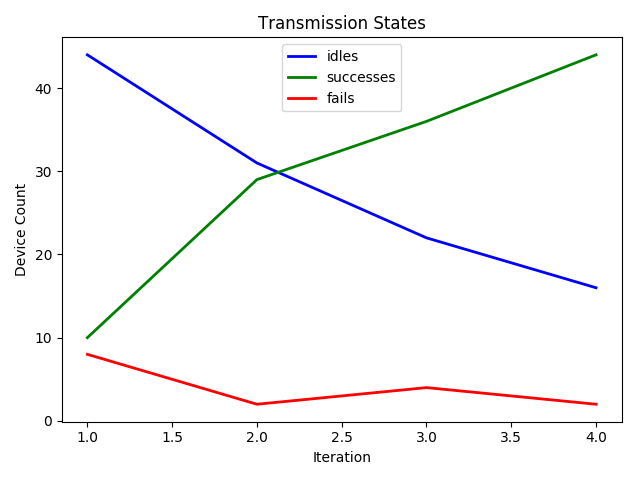 Transmission States
idles
successes
fails
Device Count
40
30
20
10
0
1.0 1.5 2.0 2.5 3.0 3.5 4.0
Iteration